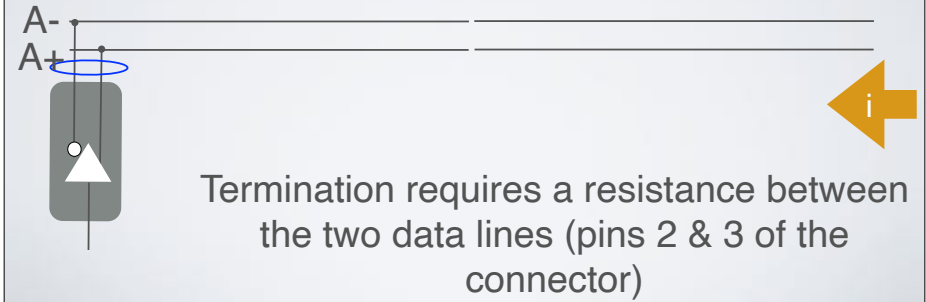 A-
A+
i
Termination requires a resistance between
the two data lines (pins 2 & 3 of the
connector)